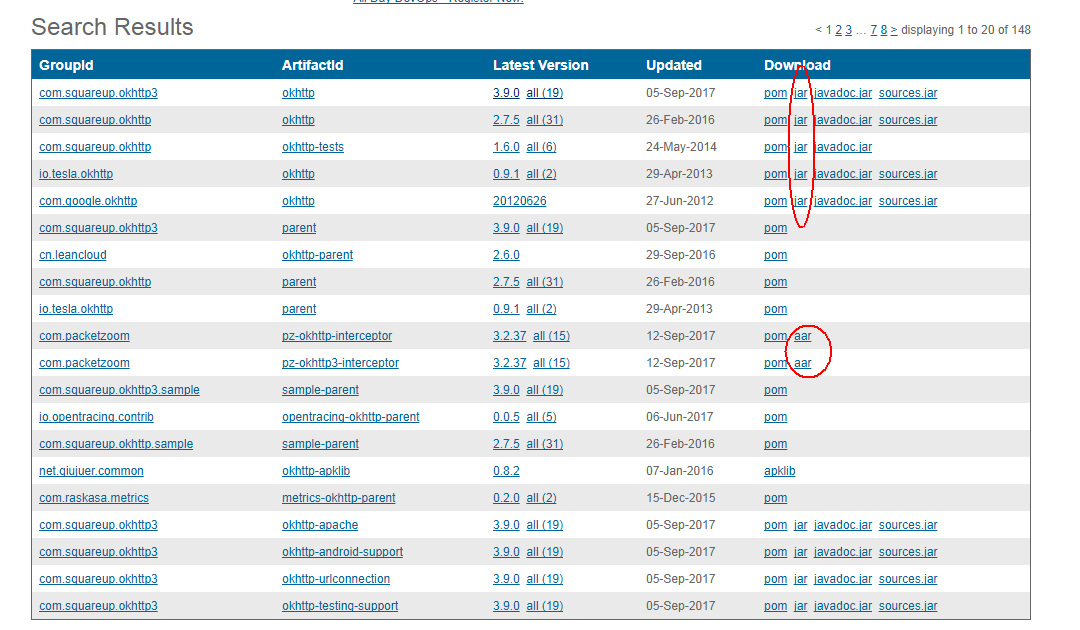 All Day DevOps - Register Now!
Search Results
< 1 2 3 ... 7 8 > displaying 1 to 20 of 148
GroupId ArtifactId Latest Version Updated Download
com.squareup.okhttp3 okhttp 3.9.0 all (19) 05-Sep-2017 pom jar javadoc.jar sources.jar
com.squareup.okhttp okhttp 2.7.5 all (31) 26-Feb-2016 pom jar javadoc.jar sources.jar
com.squareup.okhttp okhttp-tests 1.6.0 all (6) 24-May-2014 pom jar javadoc.jar
io.tesla.okhttp okhttp 0.9.1 all (2) 29-Apr-2013 pom jar javadoc.jar sources.jar
com.google.okhttp okhttp 20120626 27-Jun-2012 pom jar javadoc.jar sources.jar
com.squareup.okhttp3 parent 3.9.0 all (19) 05-Sep-2017 pom
cn.leancloud okhttp-parent 2.6.0 29-Sep-2016 pom
com.squareup.okhttp parent 2.7.5 all (31) 26-Feb-2016 pom
io.tesla.okhttp parent 0.9.1 all (2) 29-Apr-2013 pom
com.packetzoom pz-okhttp-interceptor 3.2.37 all (15) 12-Sep-2017 pom aar
com.packetzoom pz-okhttp3-interceptor 3.2.37 all (15) 12-Sep-2017 pom aar
com.squareup.okhttp3.sample sample-parent 3.9.0 all (19) 05-Sep-2017 pom
io.opentracing.contrib opentracing-okhttp-parent 0.0.5 all (5) 06-Jun-2017 pom
com.squareup.okhttp.sample sample-parent 2.7.5 all (31) 26-Feb-2016 pom
net.qiujuer.common okhttp-apklib 0.8.2 07-Jan-2016 apklib
com.raskasa.metrics metrics-okhttp-parent 0.2.0 all (2) 15-Dec-2015 pom
com.squareup.okhttp3 okhttp-apache 3.9.0 all (19) 05-Sep-2017 pom jar javadoc.jar sources.jar
com.squareup.okhttp3 okhttp-android-support 3.9.0 all (19) 05-Sep-2017 pom jar javadoc.jar sources.jar
com.squareup.okhttp3 okhttp-urlconnection 3.9.0 all (19) 05-Sep-2017 pom jar javadoc.jar sources.jar
com.squareup.okhttp3 okhttp-testing-support 3.9.0 all (19) 05-Sep-2017 pom jar javadoc.jar sources.jar